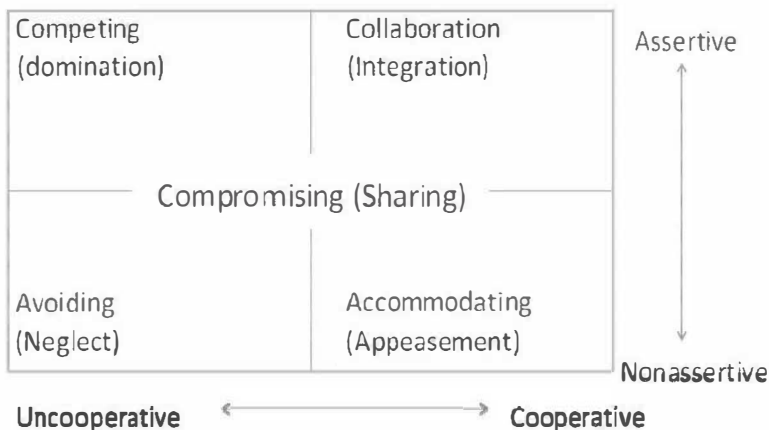 Competing
(domination)
Collaboration
(Integration)
Assertive
Compromising (Sharing)
Avoiding
(Neglect)
Accommodating
(Appeasement)
Nonassertive
Uncooperative
Cooperative